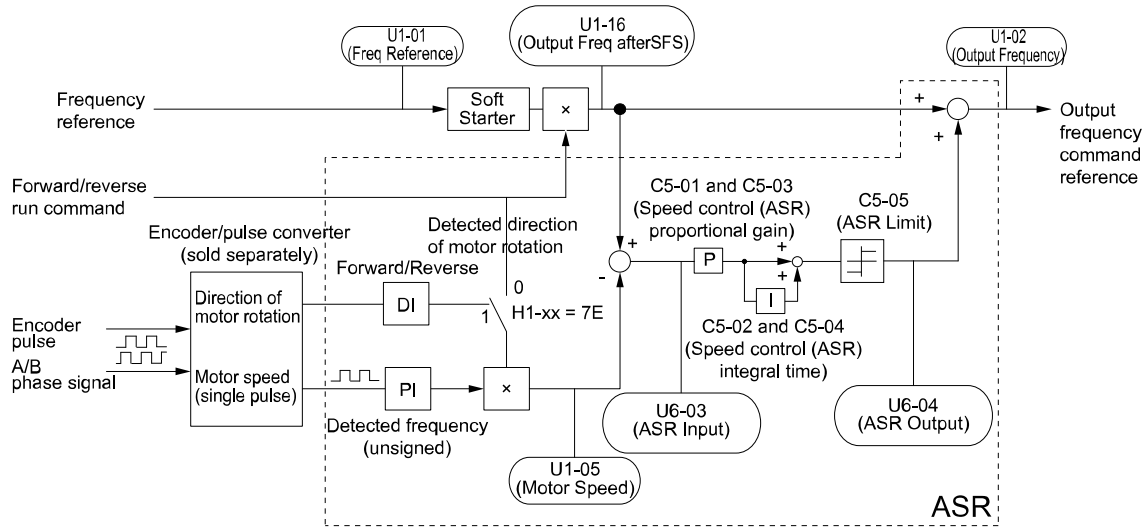 U1-01
(Freq Reference)
U1-16
(Output Freq afterSFS)
U1-02
(Output Frequency)
Frequency
reference
Soft
Starter
×
+
+
Output
frequency
command
reference
Forward/reverse
run command
Detected direction
of motor rotation
C5-01 and C5-03
(Speed control (ASR)
proportional gain)
C5-05
(ASR Limit)
Encoder/pulse converter
(sold separately)
Forward/Reverse
+
-
P
+
+
I
Direction of
motor rotation
DI
1
0
H1-xx = 7E
C5-02 and C5-04
(Speed control (ASR)
integral time)
Encoder
pulse
A/B
phase signal
Motor speed
(single pulse)
PI
×
Detected frequency
(unsigned)
U6-03
(ASR Input)
U6-04
(ASR Output)
U1-05
(Motor Speed)
ASR